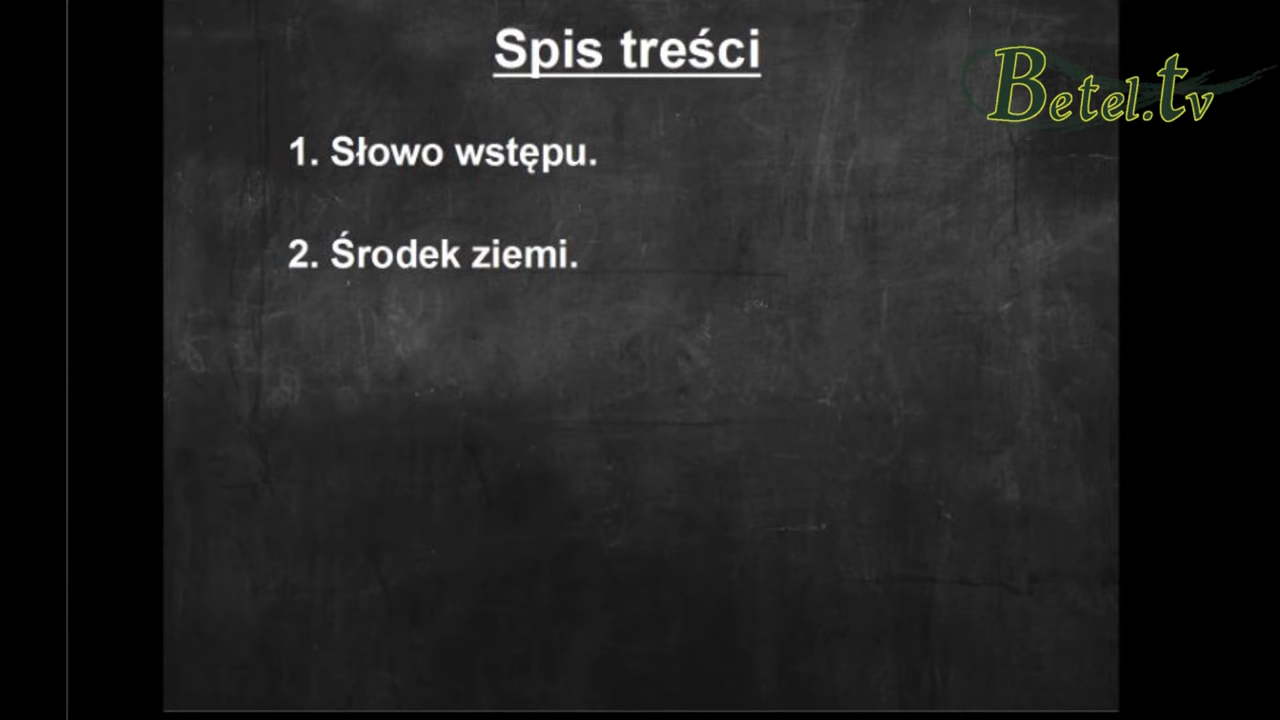 Spis treści
Betel.tv
1. Słowo wstępu.
2. Środek ziemi.